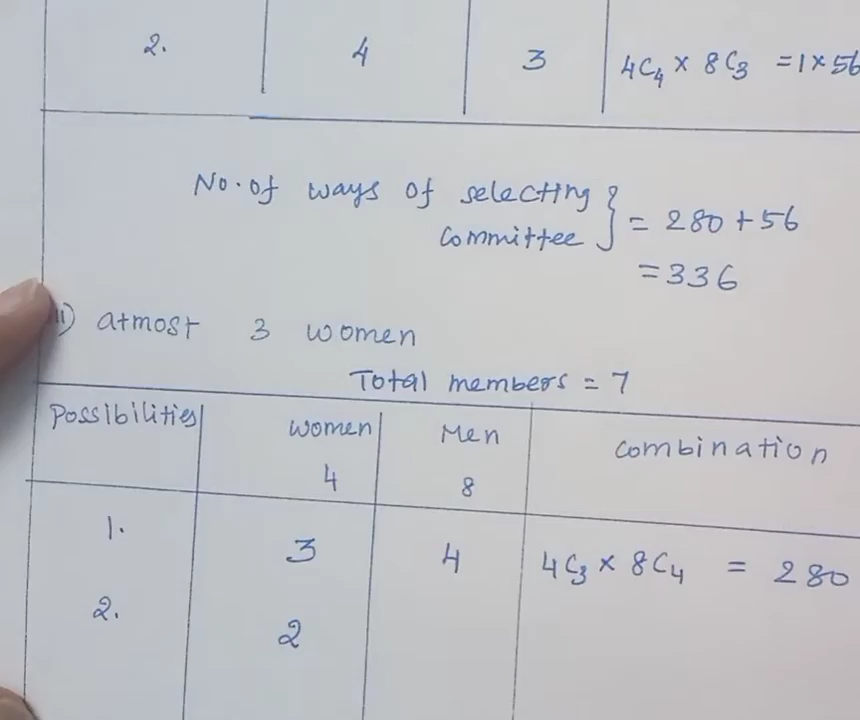 2. 4 3 4C₄ × 8C₃ = 1 × 56
No. of ways of selecting
committee } = 280 + 56
= 336
ii) atmost 3 women
Total members = 7
possibilities women Men combination
4 8
1. 3 4 4C₃ × 8C₄ = 280
2. 2